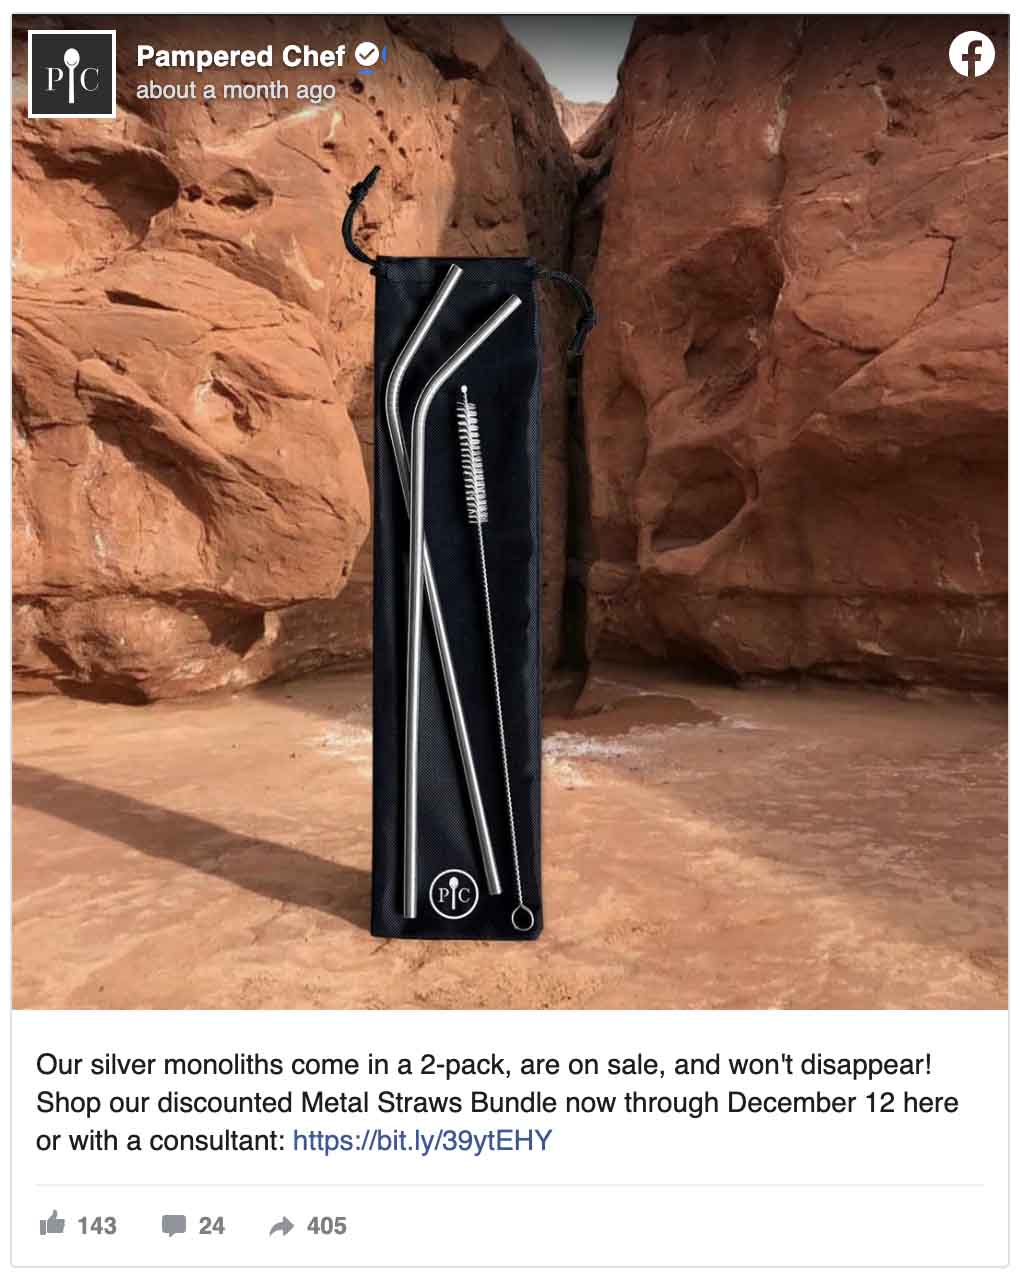 PC
Pampered Chef
about a month ago
PC
Our silver monoliths come in a 2-pack, are on sale, and won't disappear!
Shop our discounted Metal Straws Bundle now through December 12 here
or with a consultant: https://bit.ly/39ytEHY
143 24 405